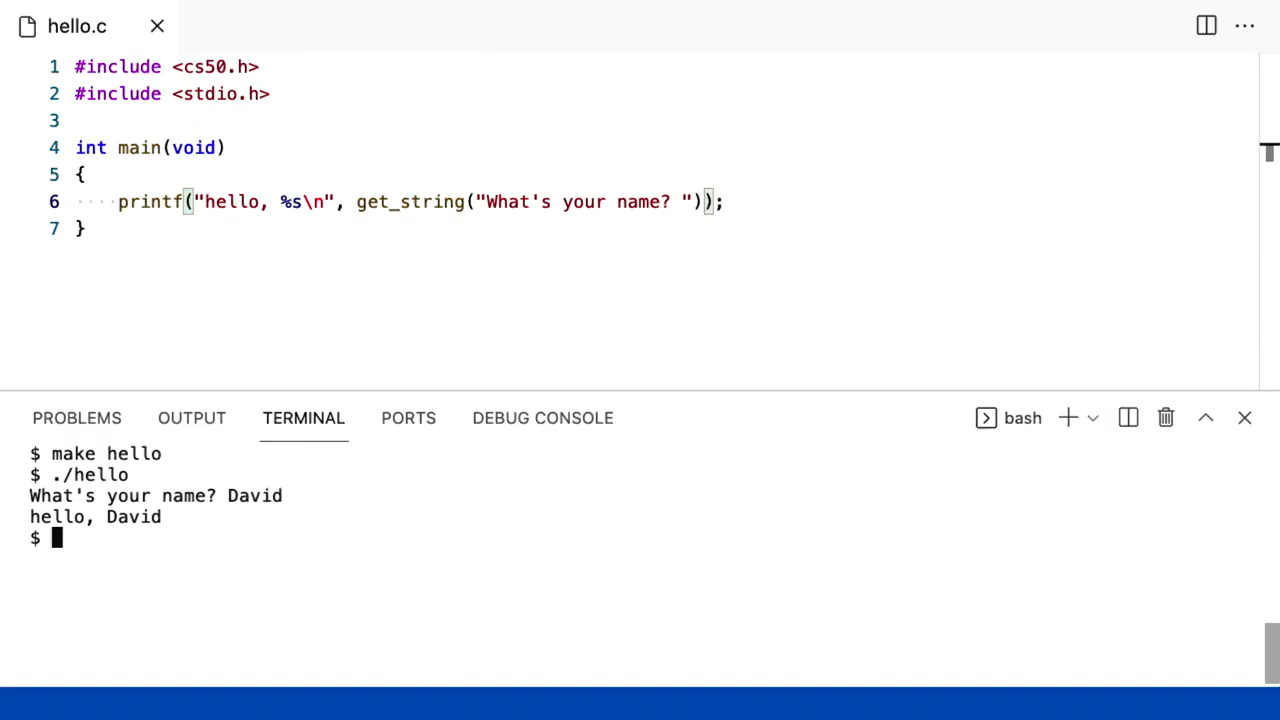 hello.c
1 #include <cs50.h>
2 #include <stdio.h>
3
4 int main(void)
5 {
6 ····printf("hello, %s\n", get_string("What's your name? "));
7 }
PROBLEMS OUTPUT TERMINAL PORTS DEBUG CONSOLE bash
$ make hello
$ ./hello
What's your name? David
hello, David
$